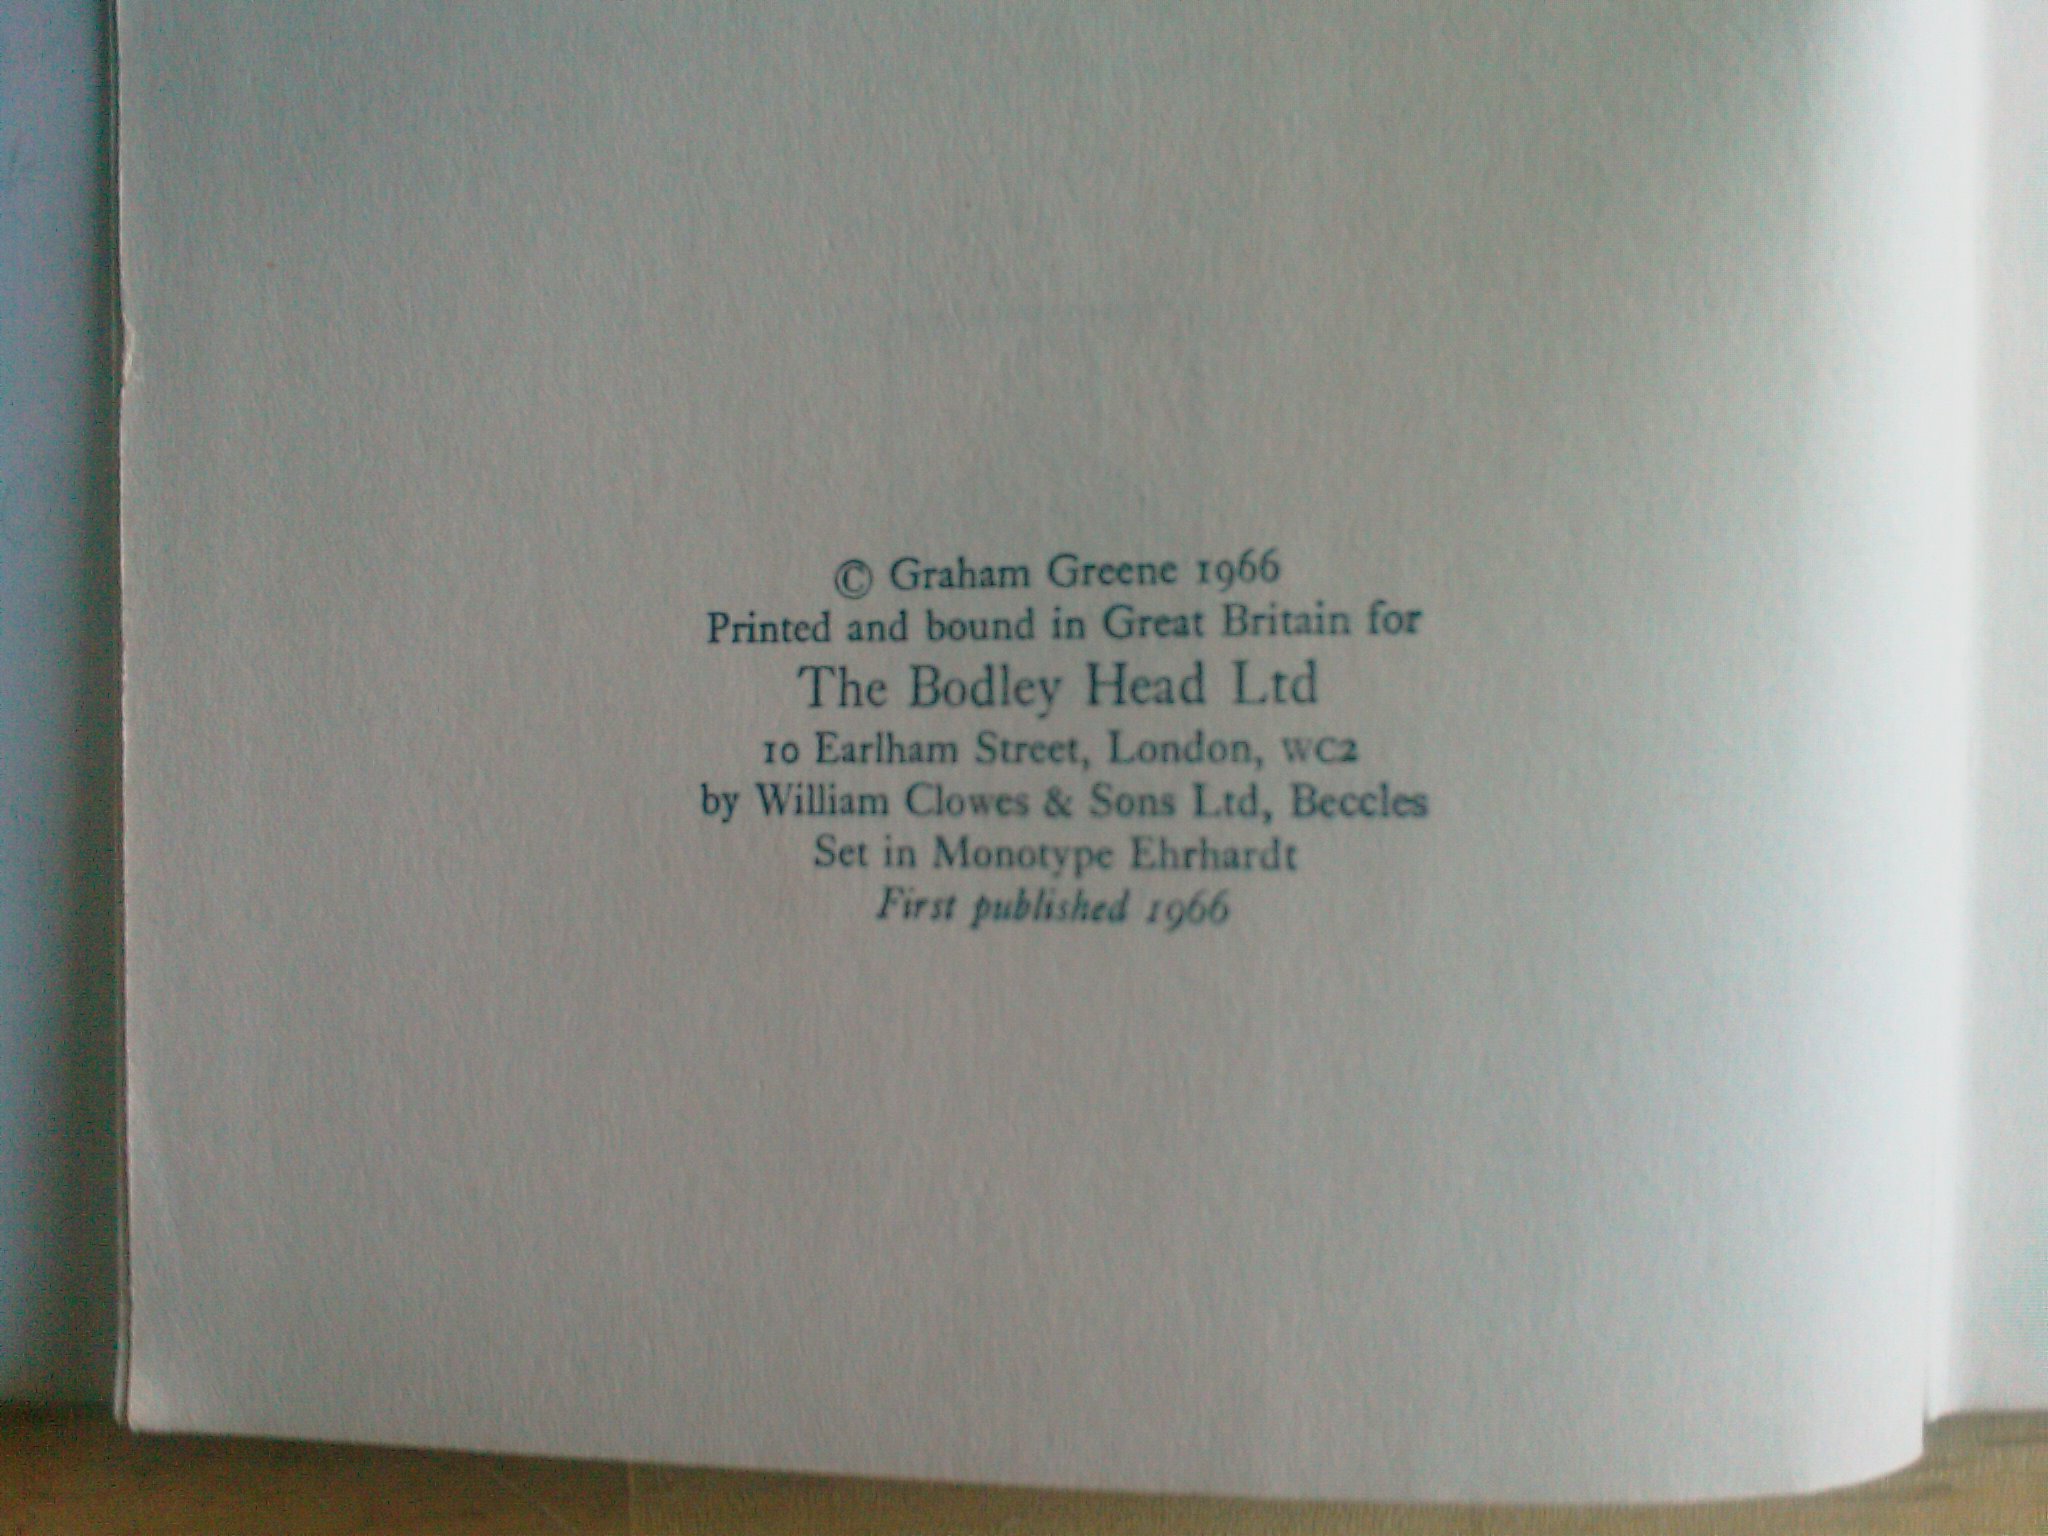 © Graham Greene 1966
Printed and bound in Great Britain for
The Bodley Head Ltd
10 Earlham Street, London, WC2
by William Clowes & Sons Ltd, Beccles
Set in Monotype Ehrhardt
First published 1966